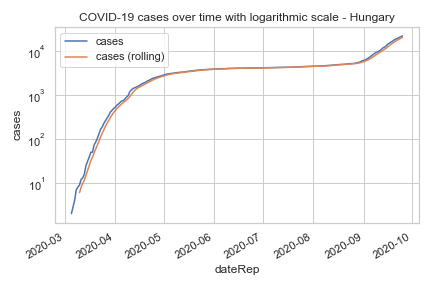 COVID-19 cases over time with logarithmic scale - Hungary
cases
cases (rolling)
10^4
10^3
10^2
10^1
cases
2020-03 2020-04 2020-05 2020-06 2020-07 2020-08 2020-09 2020-10
dateRep